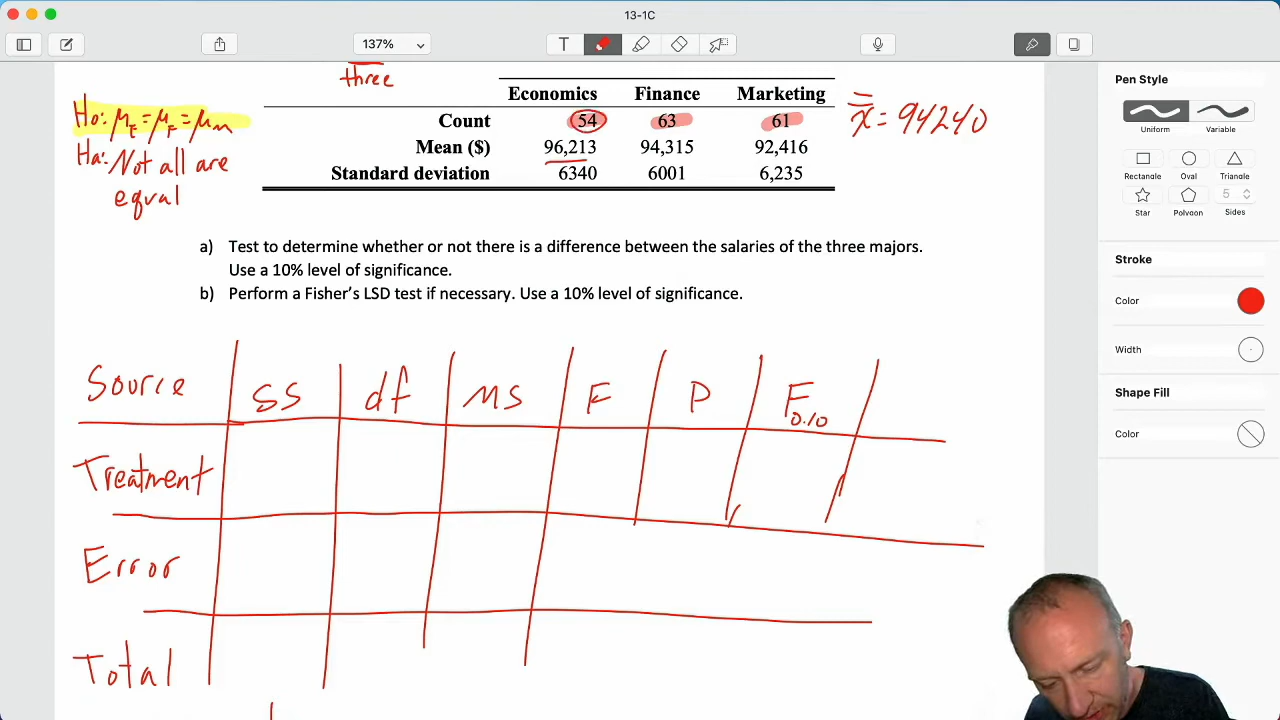 13-1C
137%
T
Pen Style
Uniform
Variable
Rectangle
Oval
Triangle
Star
Polygon
5
Sides
Stroke
Color
Width
Shape Fill
Color
three
Economics Finance Marketing
Count 54 63 61
Mean ($) 96,213 94,315 92,416
Standard deviation 6340 6001 6,235
x̿ = 94240
Ho: μE = μF = μm
Ha: Not all are
equal
a) Test to determine whether or not there is a difference between the salaries of the three majors.
Use a 10% level of significance.
b) Perform a Fisher's LSD test if necessary. Use a 10% level of significance.
Source SS df MS F P F0.10
Treatment
Error
Total